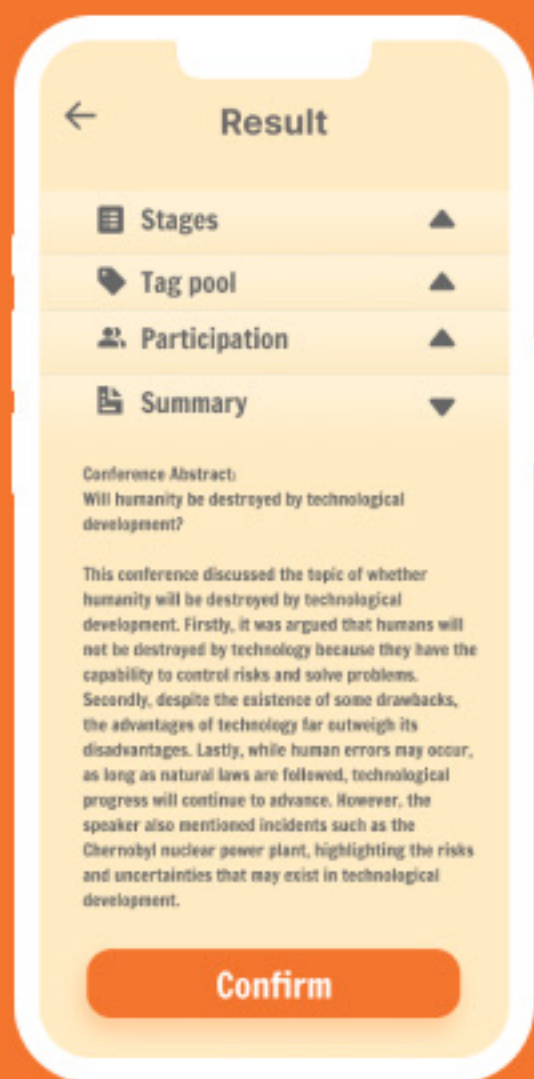 Result
Stages
Tag pool
Participation
Summary
Conference Abstract:
Will humanity be destroyed by technological
development?
This conference discussed the topic of whether
humanity will be destroyed by technological
development. Firstly, it was argued that humans will
not be destroyed by technology because they have the
capability to control risks and solve problems.
Secondly, despite the existence of some drawbacks,
the advantages of technology far outweigh its
disadvantages. Lastly, while human errors may occur,
as long as natural laws are followed, technological
progress will continue to advance. However, the
speaker also mentioned incidents such as the
Chernobyl nuclear power plant, highlighting the risks
and uncertainties that may exist in technological
development.
Confirm